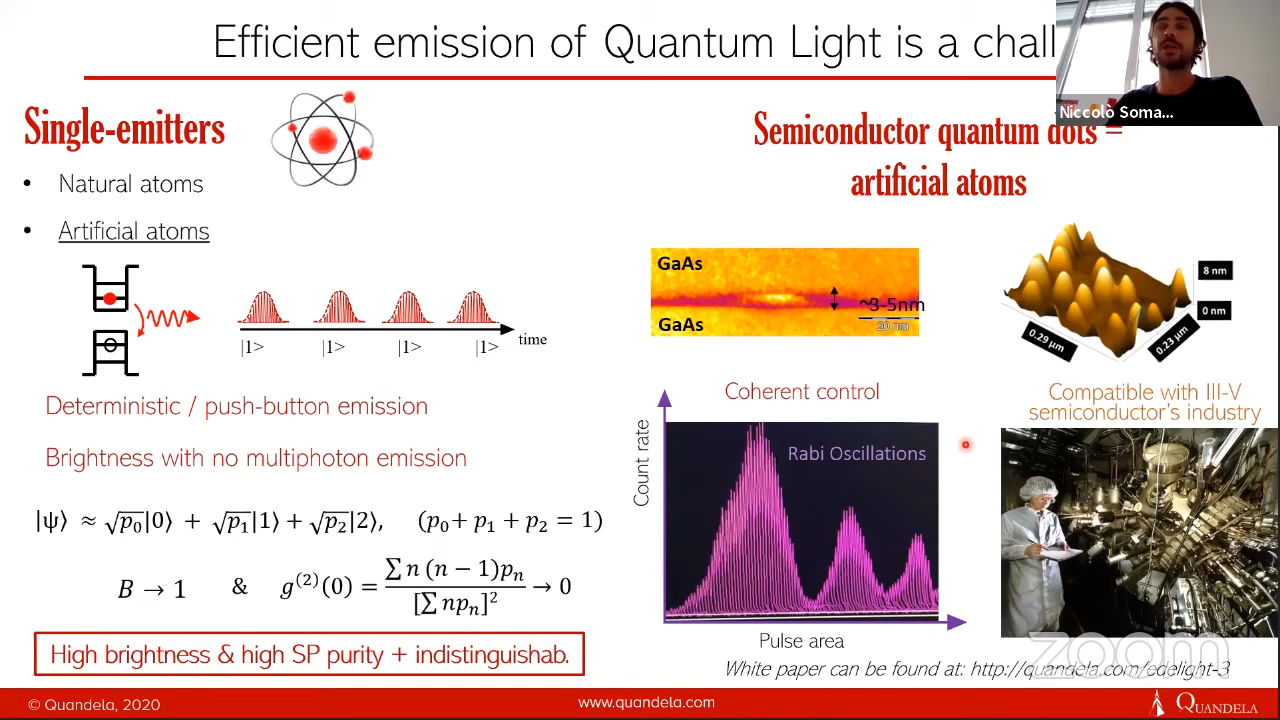 Efficient emission of Quantum Light is a chall
Niccolò Soma...
Single-emitters
• Natural atoms
• Artificial atoms
|1> |1> |1> |1>
time
Deterministic / push-button emission
Brightness with no multiphoton emission
|ψ⟩ ≈ √p₀|0⟩ + √p₁|1⟩ + √p₂|2⟩, (p₀+ p₁ + p₂ = 1)
B → 1 & g⁽²⁾(0) = ∑ n (n − 1)pₙ / [∑ npₙ]² → 0
High brightness & high SP purity + indistinguishab.
Semiconductor quantum dots =
artificial atoms
GaAs
~3-5nm
20 nm
GaAs
8 nm
0 nm
0.29 µm
0.23 µm
Coherent control
Count rate
Rabi Oscillations
Pulse area
Compatible with III-V
semiconductor's industry
zoom
White paper can be found at: http://quandela.com/edelight-3
© Quandela, 2020
www.quandela.com
QUANDELA